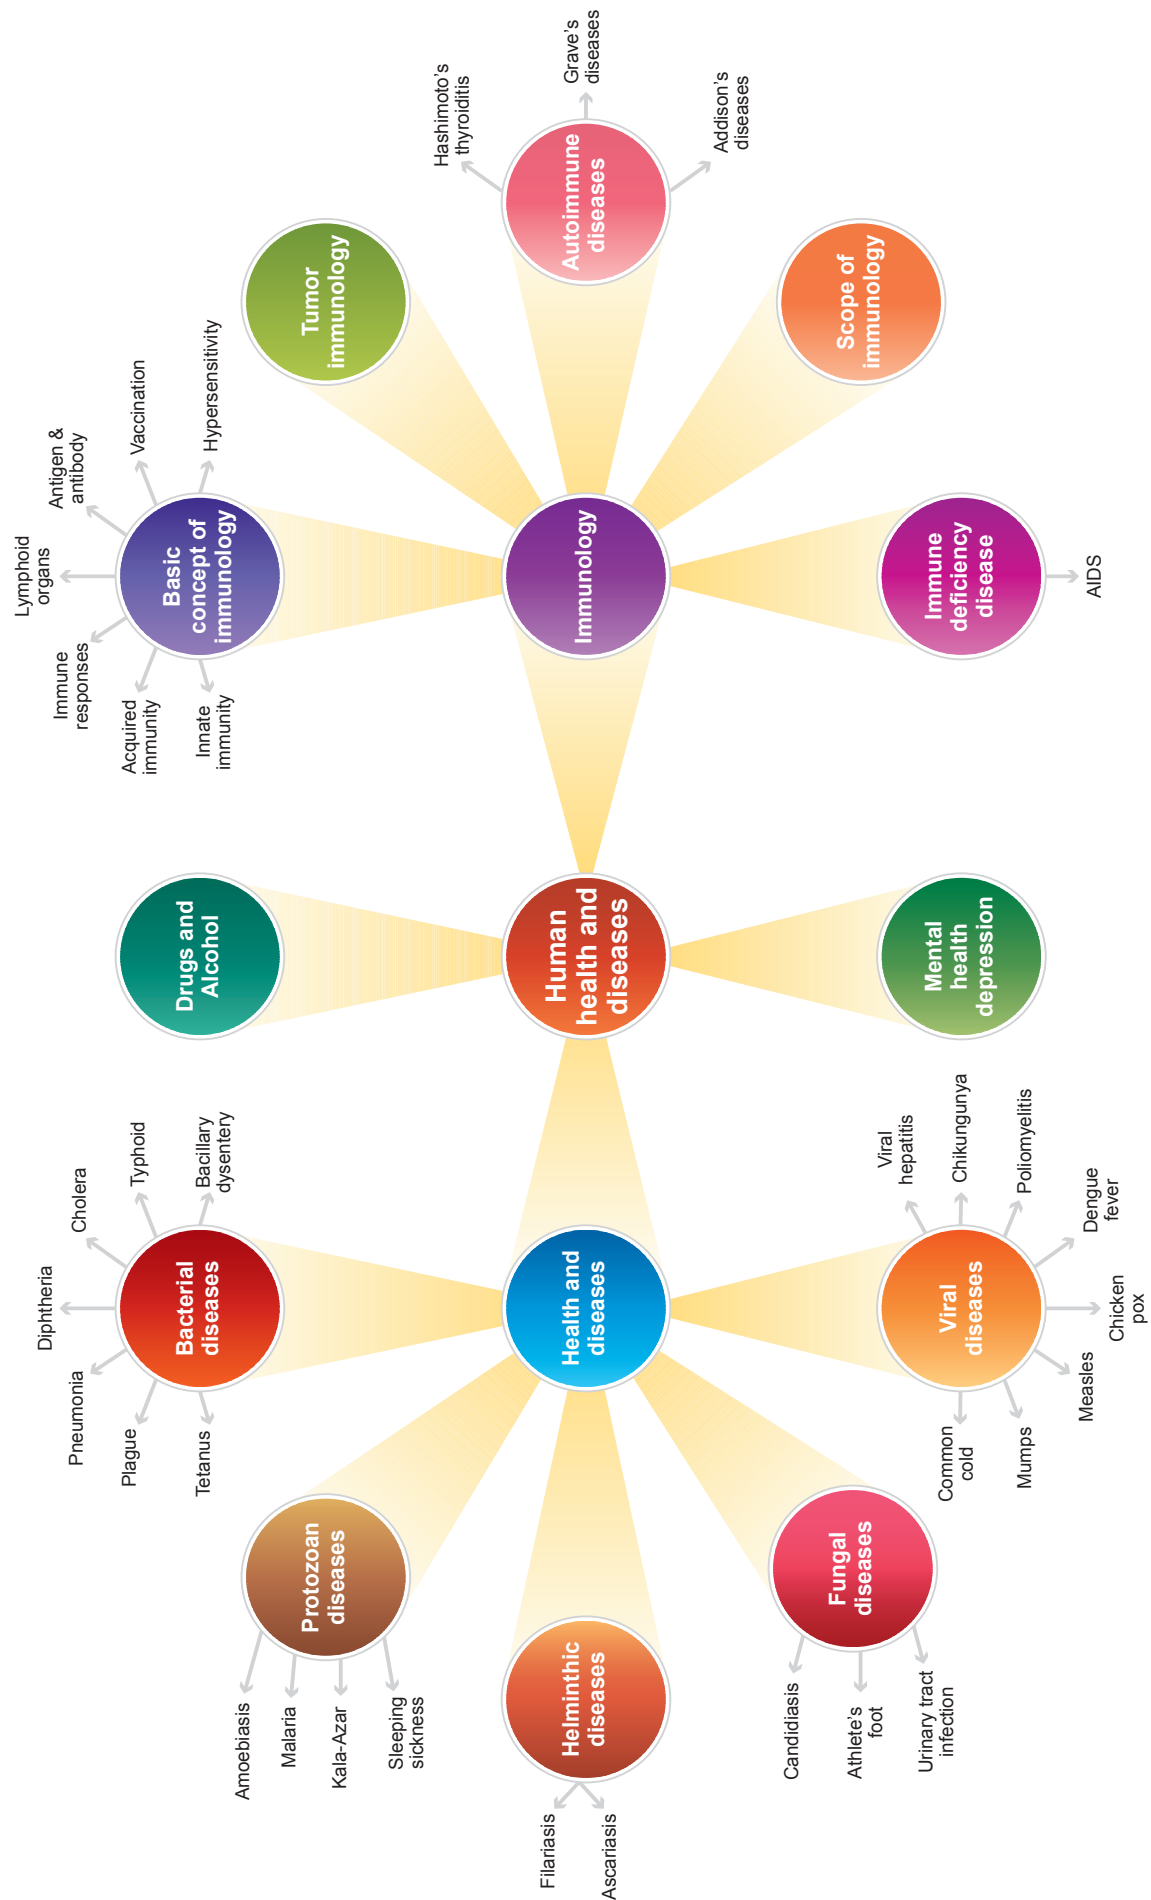 Human
health and
diseases
Drugs and
Alcohol
Mental
health
depression
Health and
diseases
Bacterial
diseases
Tetanus
Plague
Pneumonia
Diphtheria
Cholera
Typhoid
Bacillary
dysentery
Protozoan
diseases
Amoebiasis
Malaria
Kala-Azar
Sleeping
sickness
Helminthic
diseases
Filariasis
Ascariasis
Fungal
diseases
Candidiasis
Athlete's
foot
Urinary tract
infection
Viral
diseases
Common
cold
Mumps
Measles
Chicken
pox
Dengue
fever
Poliomyelitis
Chikungunya
Viral
hepatitis
Immunology
Basic
concept of
immunology
Innate
immunity
Acquired
immunity
Immune
responses
Lymphoid
organs
Antigen &
antibody
Vaccination
Hypersensitivity
Tumor
immunology
Autoimmune
diseases
Hashimoto's
thyroiditis
Grave's
diseases
Addison's
diseases
Scope of
immunology
Immune
deficiency
disease
AIDS